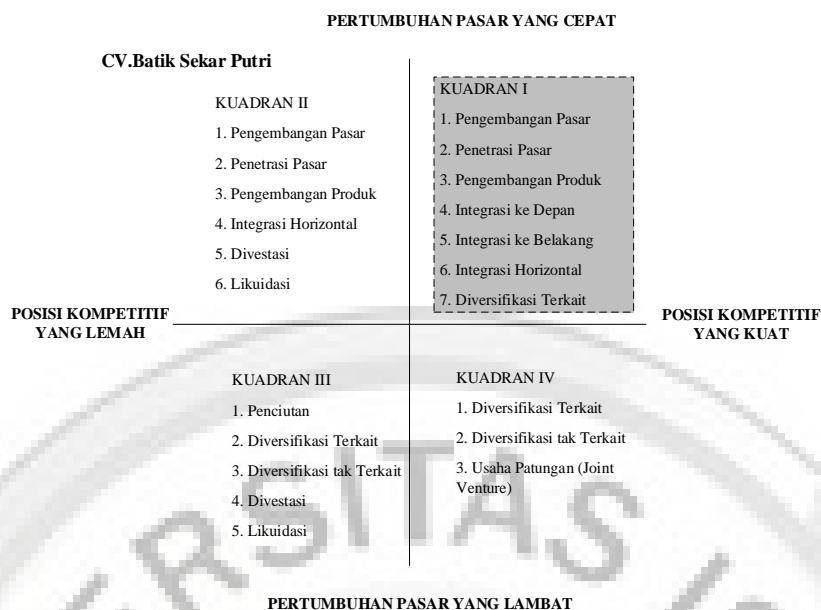 PERTUMBUHAN PASAR YANG CEPAT
CV.Batik Sekar Putri
KUADRAN II
1. Pengembangan Pasar
2. Penetrasi Pasar
3. Pengembangan Produk
4. Integrasi Horizontal
5. Divestasi
6. Likuidasi
KUADRAN I
1. Pengembangan Pasar
2. Penetrasi Pasar
3. Pengembangan Produk
4. Integrasi ke Depan
5. Integrasi ke Belakang
6. Integrasi Horizontal
7. Diversifikasi Terkait
POSISI KOMPETITIF
YANG LEMAH
POSISI KOMPETITIF
YANG KUAT
KUADRAN III
1. Penciutan
2. Diversifikasi Terkait
3. Diversifikasi tak Terkait
4. Divestasi
5. Likuidasi
KUADRAN IV
1. Diversifikasi Terkait
2. Diversifikasi tak Terkait
3. Usaha Patungan (Joint
Venture)
PERTUMBUHAN PASAR YANG LAMBAT